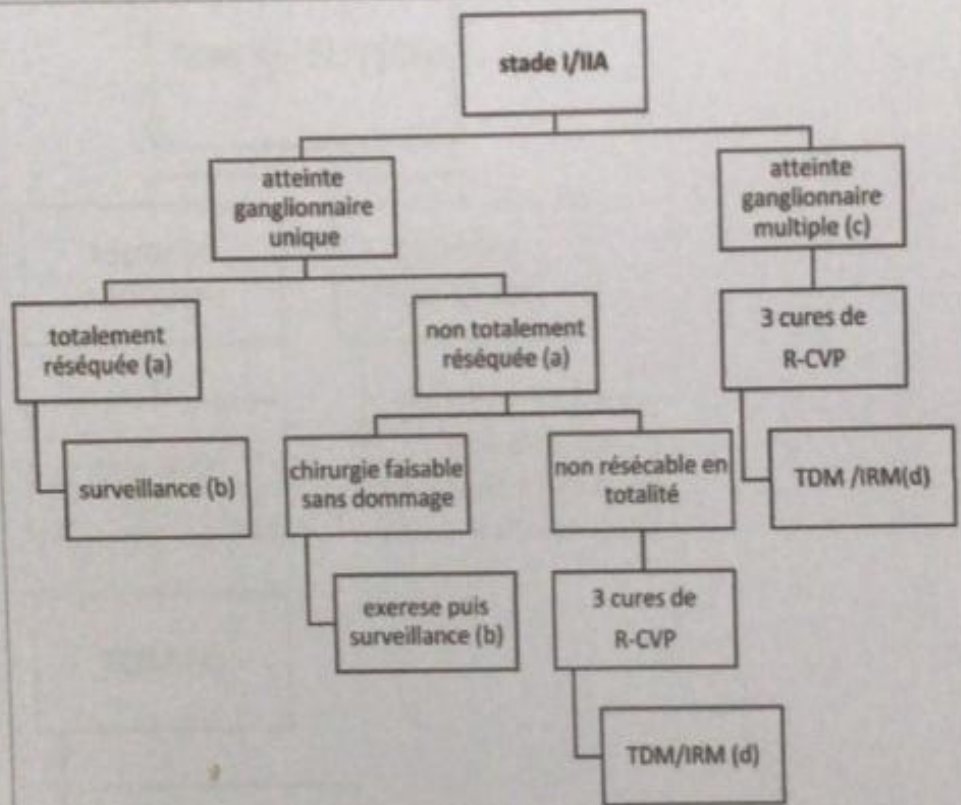 stade I/IIA
atteinte
ganglionnaire
unique
atteinte
ganglionnaire
multiple (c)
totalement
réséquée (a)
non totalement
réséquée (a)
3 cures de
R-CVP
surveillance (b)
chirurgie faisable
sans dommage
non résécable en
totalité
TDM /IRM(d)
exerese puis
surveillance (b)
3 cures de
R-CVP
TDM/IRM (d)